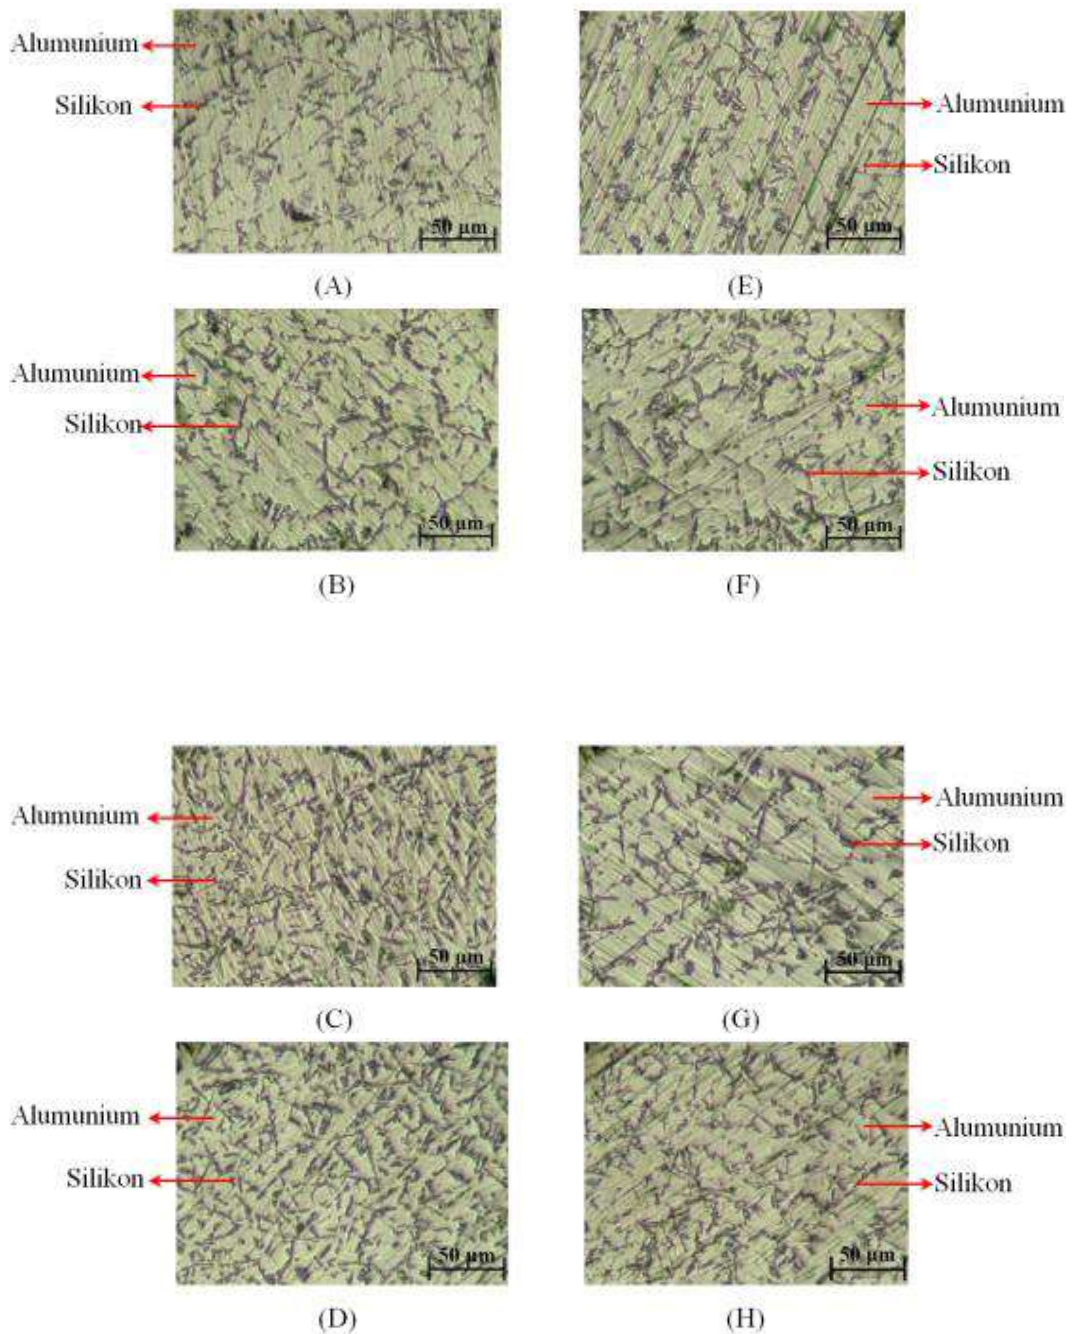 Alumunium
Silikon
50 µm
(A)
Alumunium
Silikon
50 µm
(E)
Alumunium
Silikon
50 µm
(B)
Alumunium
Silikon
50 µm
(F)
Alumunium
Silikon
50 µm
(C)
Alumunium
Silikon
50 µm
(G)
Alumunium
Silikon
50 µm
(D)
Alumunium
Silikon
50 µm
(H)